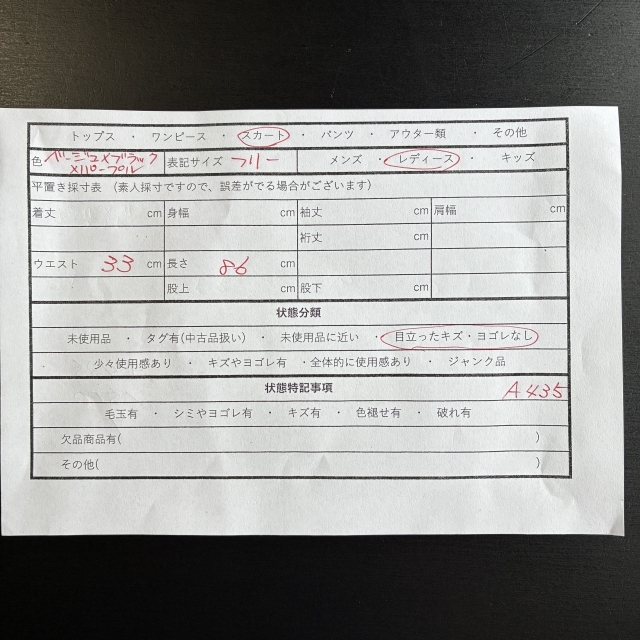 トップス ・ ワンピース ・ スカート ・ パンツ ・ アウター類 ・ その他
色 ベージュ×ブラック×パープル 表記サイズ フリー メンズ ・ レディース ・ キッズ
平置き採寸表 (素人採寸ですので、誤差がでる場合がございます)
着丈 cm 身幅 cm 袖丈 cm 肩幅 cm
裄丈 cm
ウエスト 33 cm 長さ 86 cm
股上 cm 股下 cm
状態分類
未使用品 ・ タグ有(中古品扱い) ・ 未使用品に近い ・ 目立ったキズ・ヨゴレなし
・ 少々使用感あり ・ キズやヨゴレ有 ・全体的に使用感あり ・ ジャンク品
状態特記事項 A435
毛玉有 ・ シミやヨゴレ有 ・ キズ有 ・ 色褪せ有 ・ 破れ有
欠品商品有( )
その他( )